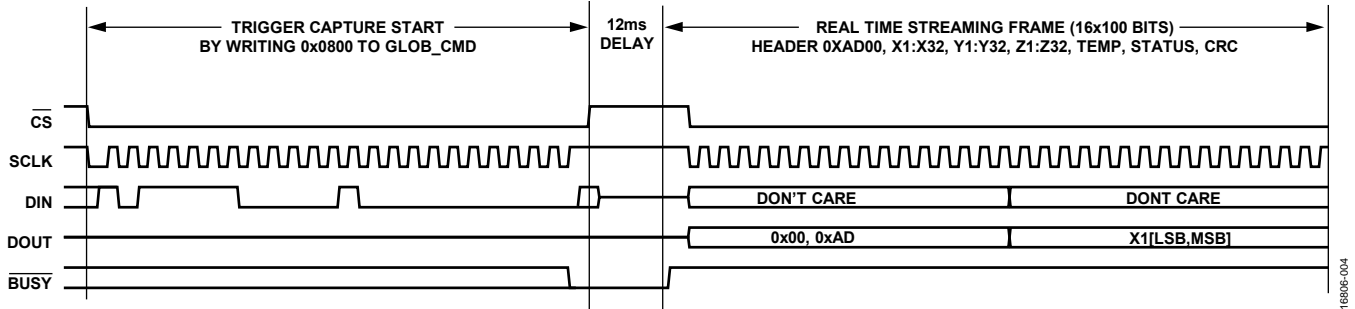 TRIGGER CAPTURE START
BY WRITING 0x0800 TO GLOB_CMD
12ms
DELAY
REAL TIME STREAMING FRAME (16x100 BITS)
HEADER 0XAD00, X1:X32, Y1:Y32, Z1:Z32, TEMP, STATUS, CRC
CS
SCLK
DIN
DON'T CARE
DONT CARE
DOUT
0x00, 0xAD
X1[LSB,MSB]
BUSY
16806-004